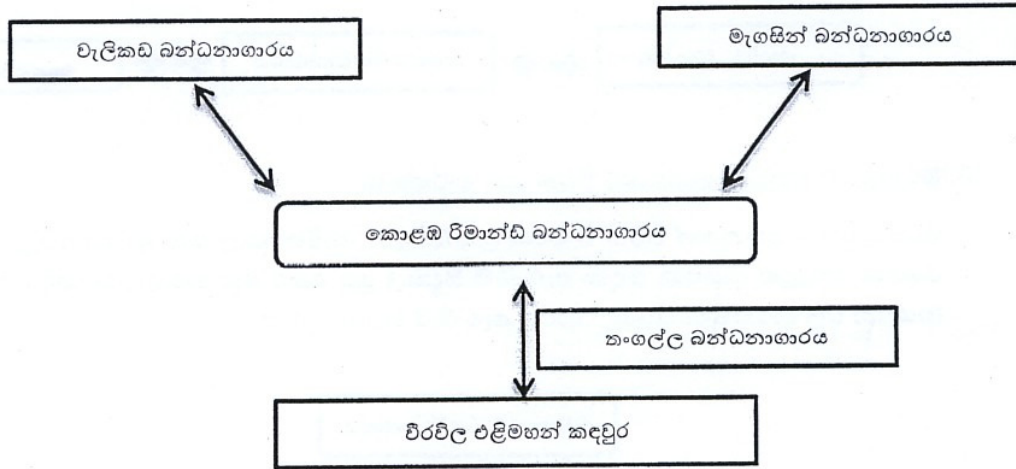 වැලිකඩ බන්ධනාගාරය
මැගසින් බන්ධනාගාරය
කොළඹ රිමාන්ඩ් බන්ධනාගාරය
තංගල්ල බන්ධනාගාරය
වීරවිල එළිමහන් කඳවුර